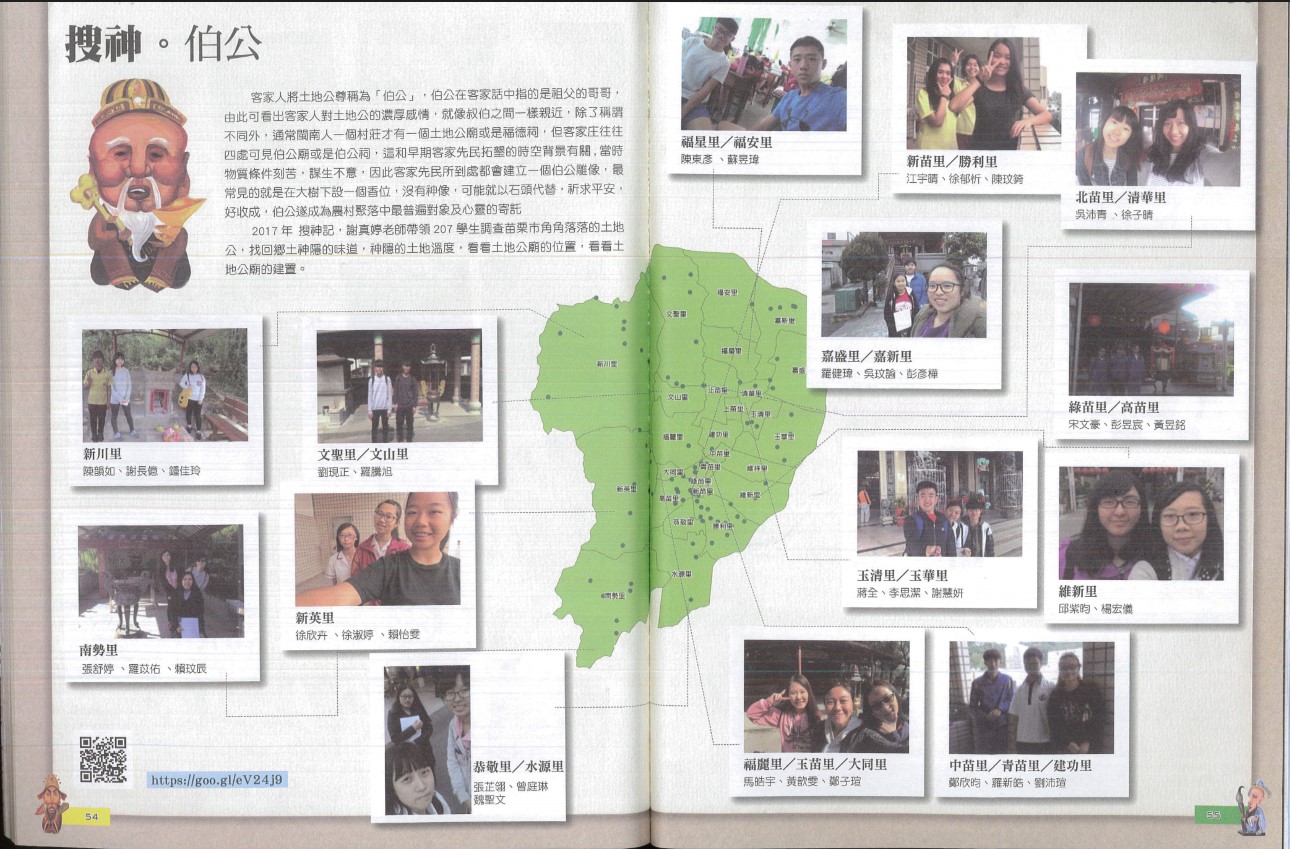 搜神。伯公
客家人將土地公尊稱為「伯公」，伯公在客家話中指的是祖父的哥哥，
由此可看出客家人對土地公的濃厚感情，就像叔伯之間一樣親近，除了稱謂
不同外，通常閩南人一個村莊才有一個土地公廟或是福德祠，但客家庄往往
四處可見伯公廟或是伯公祠，這和早期客家先民拓墾的時空背景有關，當時
物質條件刻苦，謀生不意，因此客家先民所到處都會建立一個伯公雕像，最
常見的就是在大樹下設一個香位，沒有神像，可能就以石頭代替，祈求平安，
好收成，伯公遂成為農村聚落中最普遍對象及心靈的寄託
2017年 搜神記，謝真婷老師帶領 207 學生調查苗栗市角角落落的土地
公，找回鄉土神隱的味道，神隱的土地溫度，看看土地公廟的位置，看看土
地公廟的建置。
新川里
陳韻如、謝長億、鍾佳玲
文聖里／文山里
劉現正、羅騰旭
南勢里
張舒婷、羅苡佑、賴玟辰
新英里
徐欣卉、徐淑婷、賴怡雯
恭敬里／水源里
張芷翎、曾庭琳
魏聖文
https://goo.gl/eV24j9
54
福星里／福安里
陳東彥、蘇昱瑋
新苗里／勝利里
江宇晴、徐郁忻、陳玟錡
北苗里／清華里
吳沛青、徐子晴
嘉盛里／嘉新里
羅健瑋、吳玟諭、彭彥樺
綠苗里／高苗里
宋文豪、彭昱宸、黃昱銘
玉清里／玉華里
蔣全、李思潔、謝慧妍
維新里
邱紫昀、楊宏儀
福麗里／玉苗里／大同里
馬皓宇、黃歆雯、鄭子瑄
中苗里／青苗里／建功里
鄭欣昀、羅新皓、劉沛瑄
福安里
文聖里
嘉新里
福星里
新川里
嘉盛
北苗里
清華里
文山里
上苗里
玉清里
福麗里
建功里
玉華里
中苗里
大同里
青苗里
維祥里
綠苗里
新英里
新苗里
高苗里
維新里
恭敬里
勝利里
水源里
南勢里
55